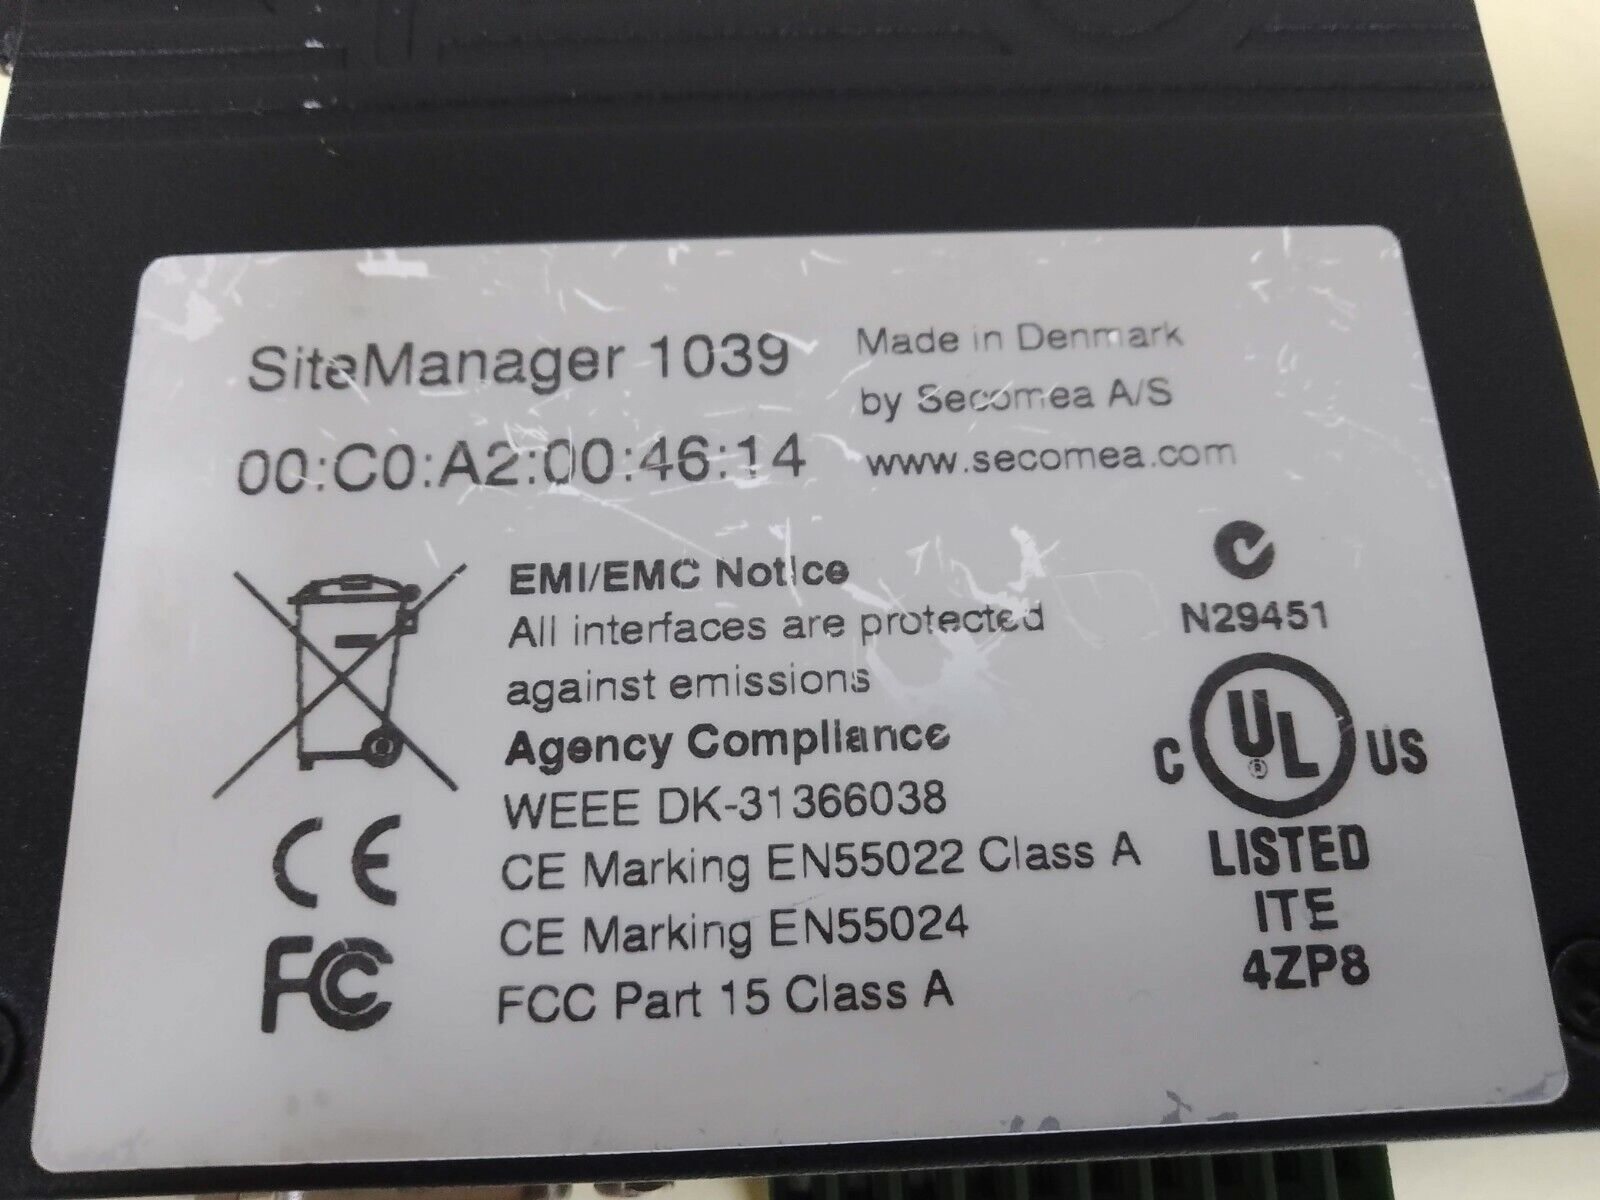 SiteManager 1039
00:C0:A2:00:46:14
Made in Denmark
by Secomea A/S
www.secomea.com
EMI/EMC Notice
All interfaces are protected
against emissions
Agency Compliance
WEEE DK-31366038
CE Marking EN55022 Class A
CE Marking EN55024
FCC Part 15 Class A
CE
FC
N29451
C UL® US
LISTED
ITE
4ZP8